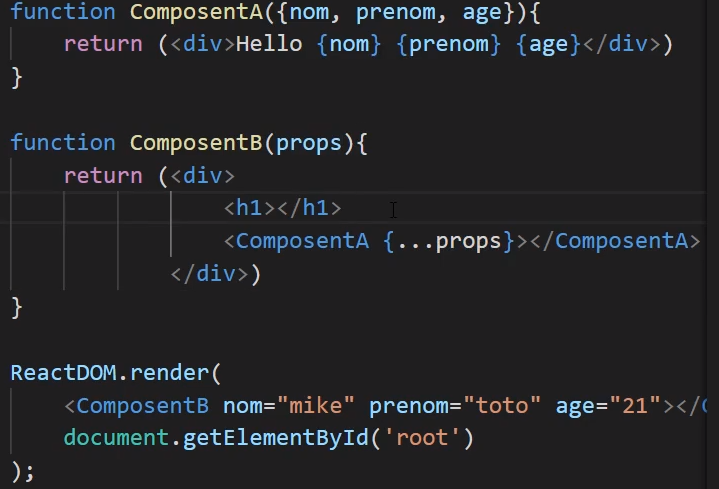 function ComposentA({nom, prenom, age}){
return (<div>Hello {nom} {prenom} {age}</div>)
}
function ComposentB(props){
return (<div>
<h1></h1>
<ComposentA {...props}></ComposentA>
</div>)
}
ReactDOM.render(
<ComposentB nom="mike" prenom="toto" age="21"></
document.getElementById('root')
);